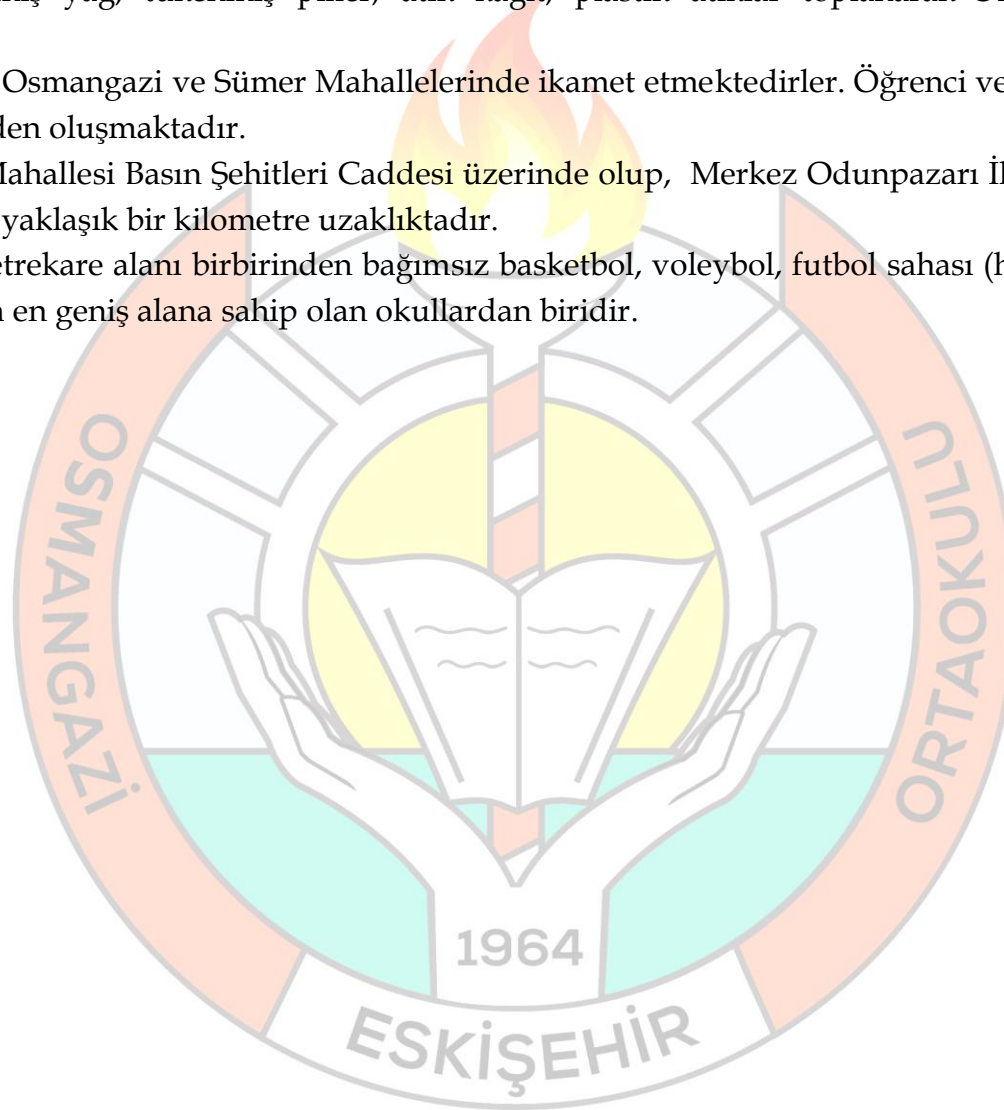 Osmangazi ve Sümer Mahallelerinde ikamet etmektedirler. Öğrenci ve
den oluşmaktadır.
Mahallesi Basın Şehitleri Caddesi üzerinde olup, Merkez Odunpazarı İl
yaklaşık bir kilometre uzaklıktadır.
etrekare alanı birbirinden bağımsız basketbol, voleybol, futbol sahası (h
en geniş alana sahip olan okullardan biridir.
OSMANGAZİ
ORTAOKULU
1964
ESKİŞEHİR